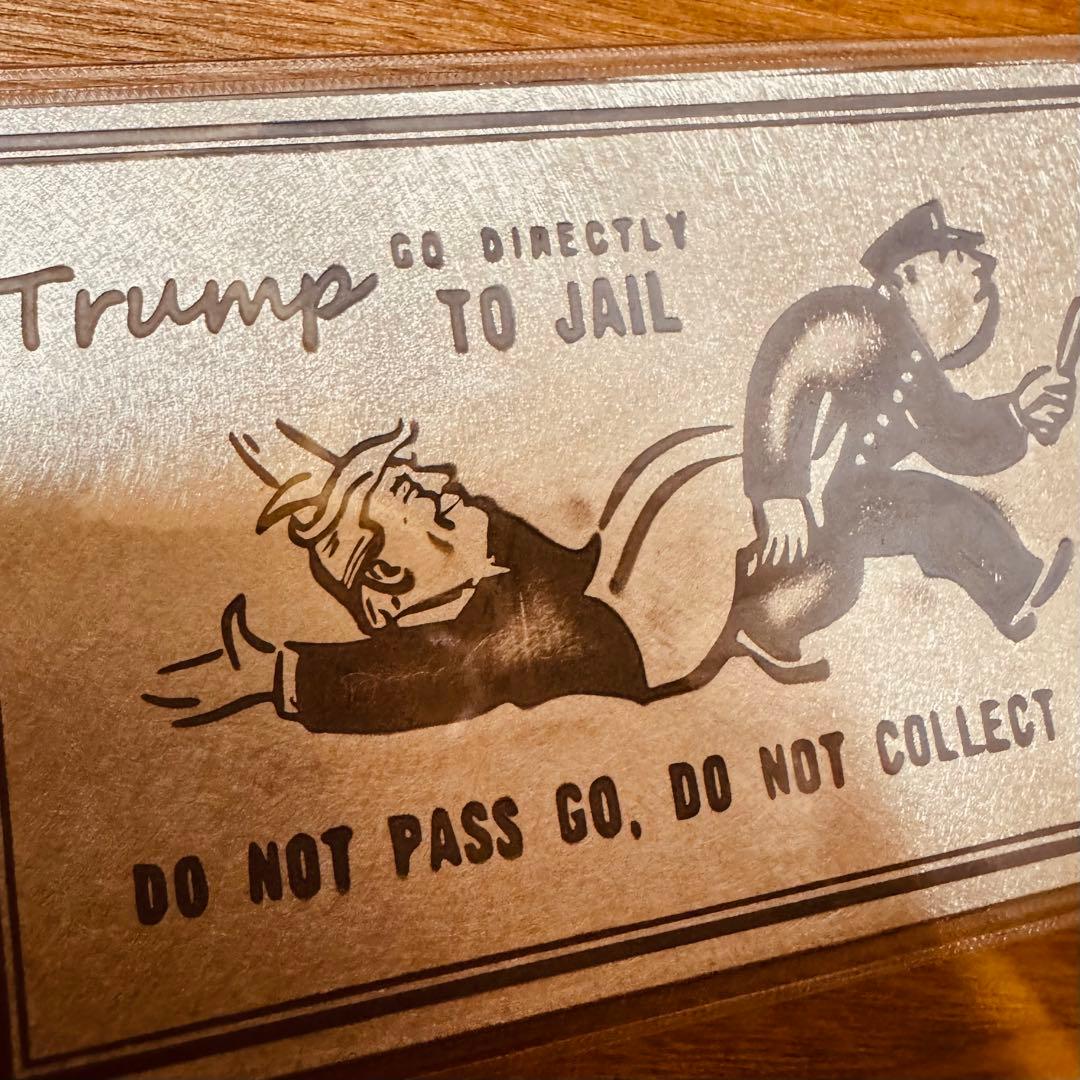 Trump GO DIRECTLY
TO JAIL
DO NOT PASS GO, DO NOT COLLECT